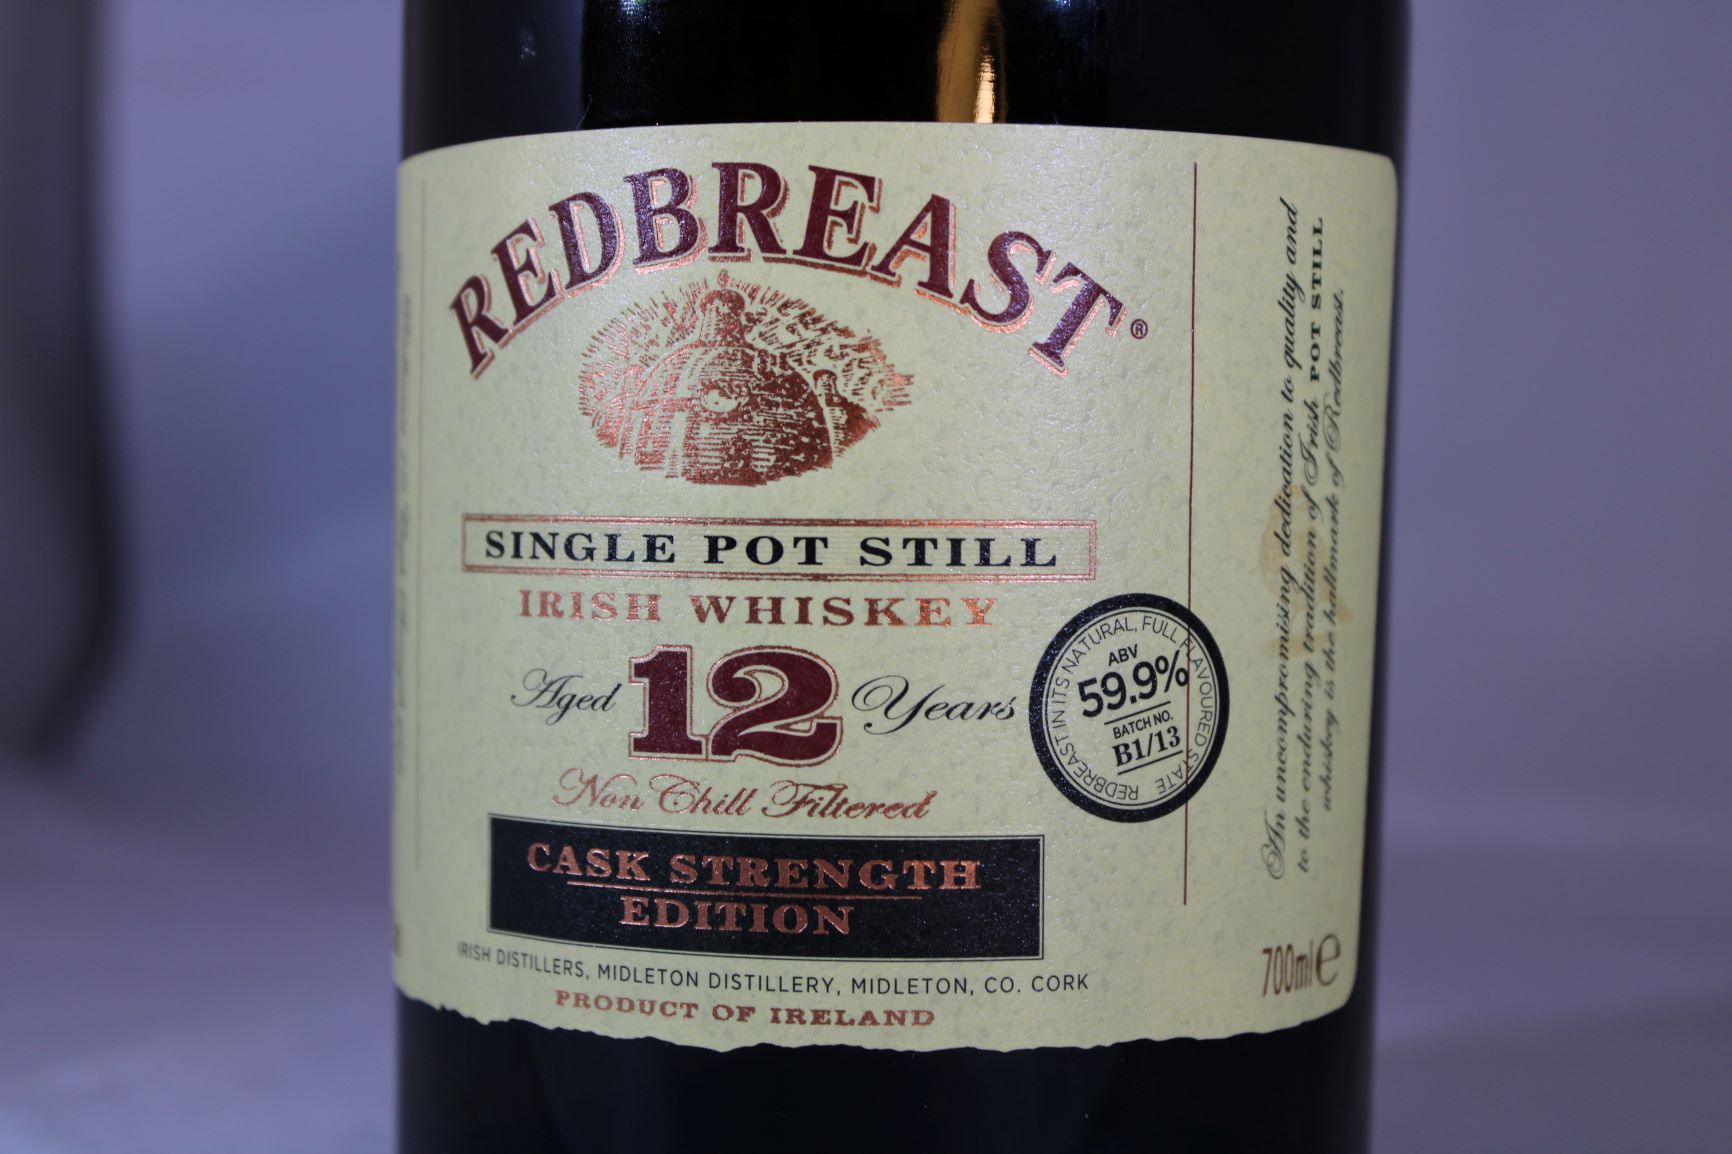 REDBREAST®
SINGLE POT STILL
IRISH WHISKEY
Aged 12 Years
Non Chill Filtered
CASK STRENGTH
EDITION
IRISH DISTILLERS, MIDLETON DISTILLERY, MIDLETON, CO. CORK
PRODUCT OF IRELAND
REDBREAST IN ITS NATURAL, FULL FLAVOURED STATE
ABV
59.9%
BATCH NO.
B1/13
An uncompromising dedication to quality and
to the enduring tradition of Irish POT STILL
whiskey is the hallmark of Redbreast.
700ml e